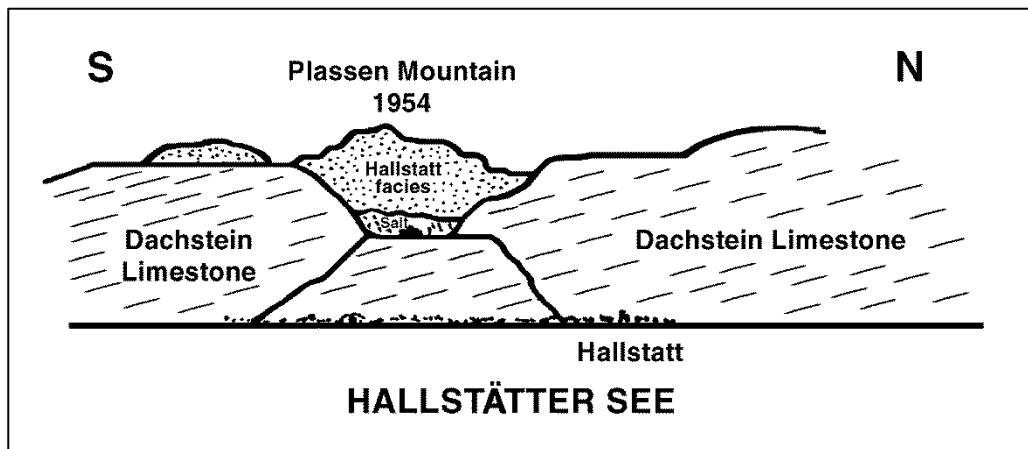 S
N
Plassen Mountain
1954
Hallstatt
facies
Salt
Dachstein
Limestone
Dachstein Limestone
Hallstatt
HALLSTÄTTER SEE